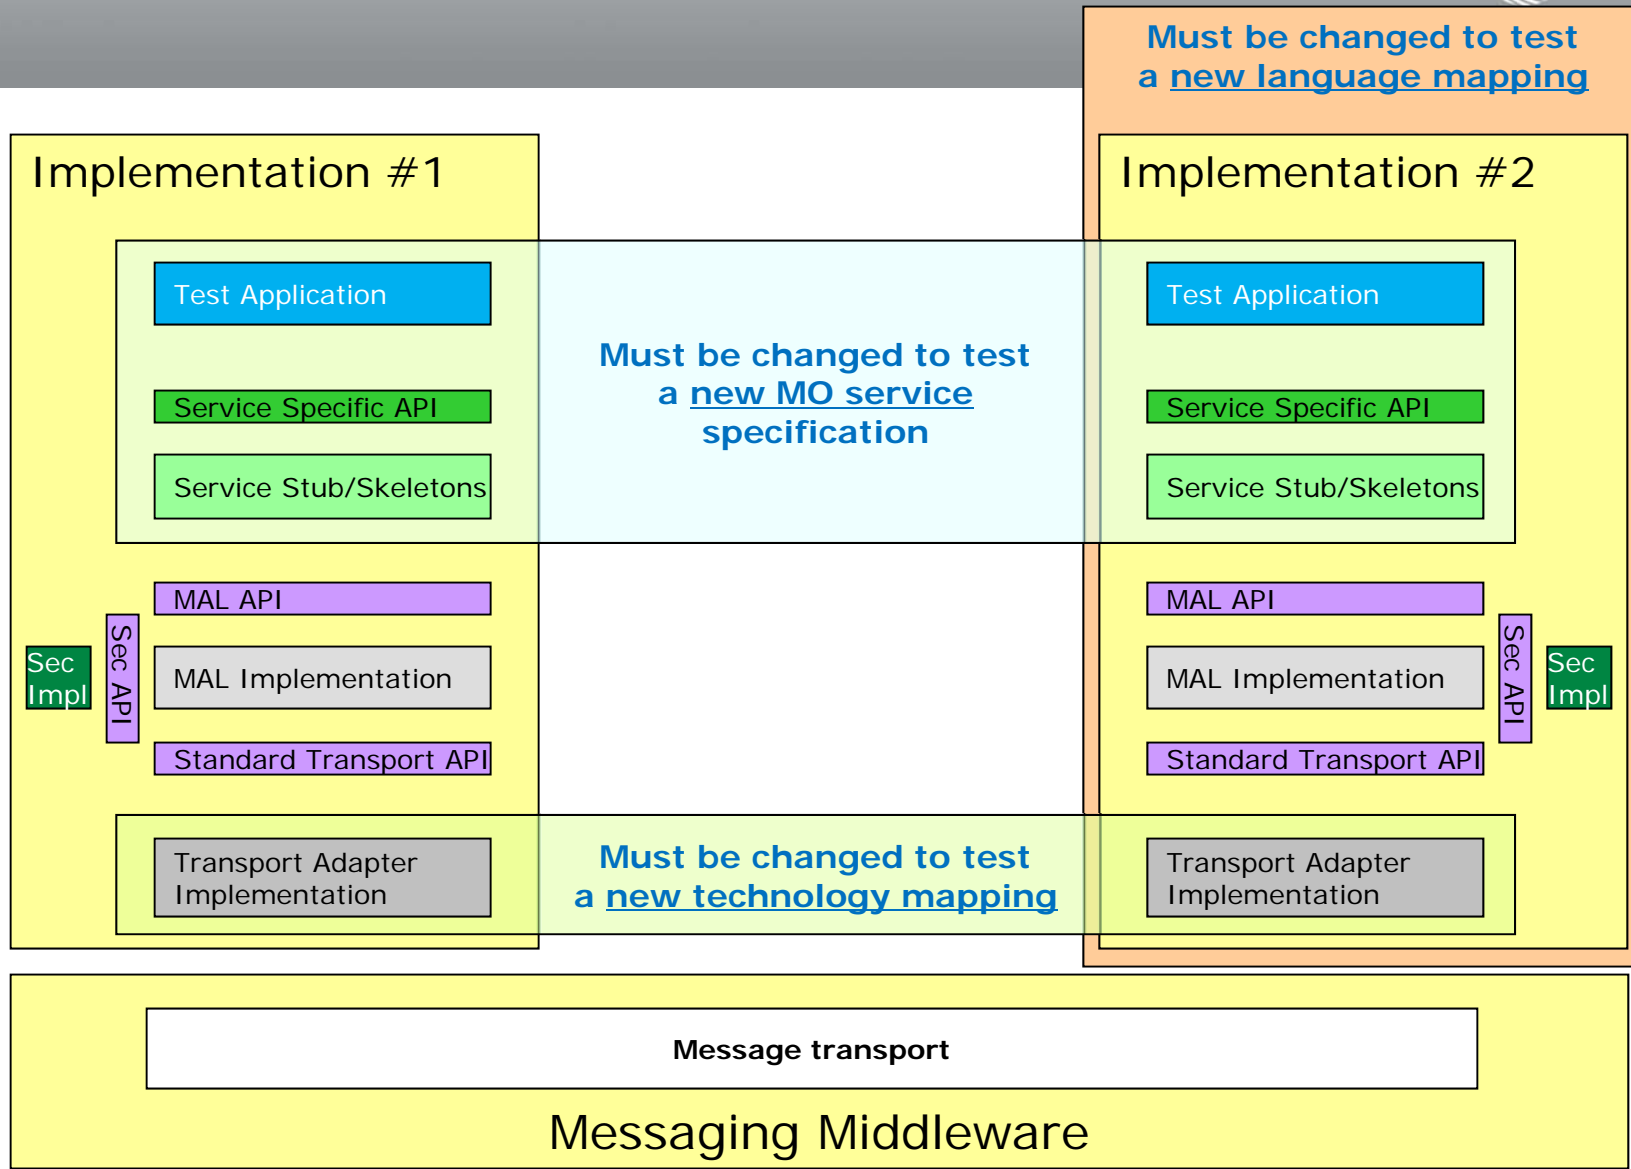 Must be changed to test
a new language mapping
Implementation #1
Implementation #2
Test Application
Test Application
Must be changed to test
a new MO service
specification
Service Specific API
Service Specific API
Service Stub/Skeletons
Service Stub/Skeletons
MAL API
MAL API
Sec
Impl
Sec API
MAL Implementation
MAL Implementation
Sec API
Sec
Impl
Standard Transport API
Standard Transport API
Transport Adapter
Implementation
Must be changed to test
a new technology mapping
Transport Adapter
Implementation
Message transport
Messaging Middleware